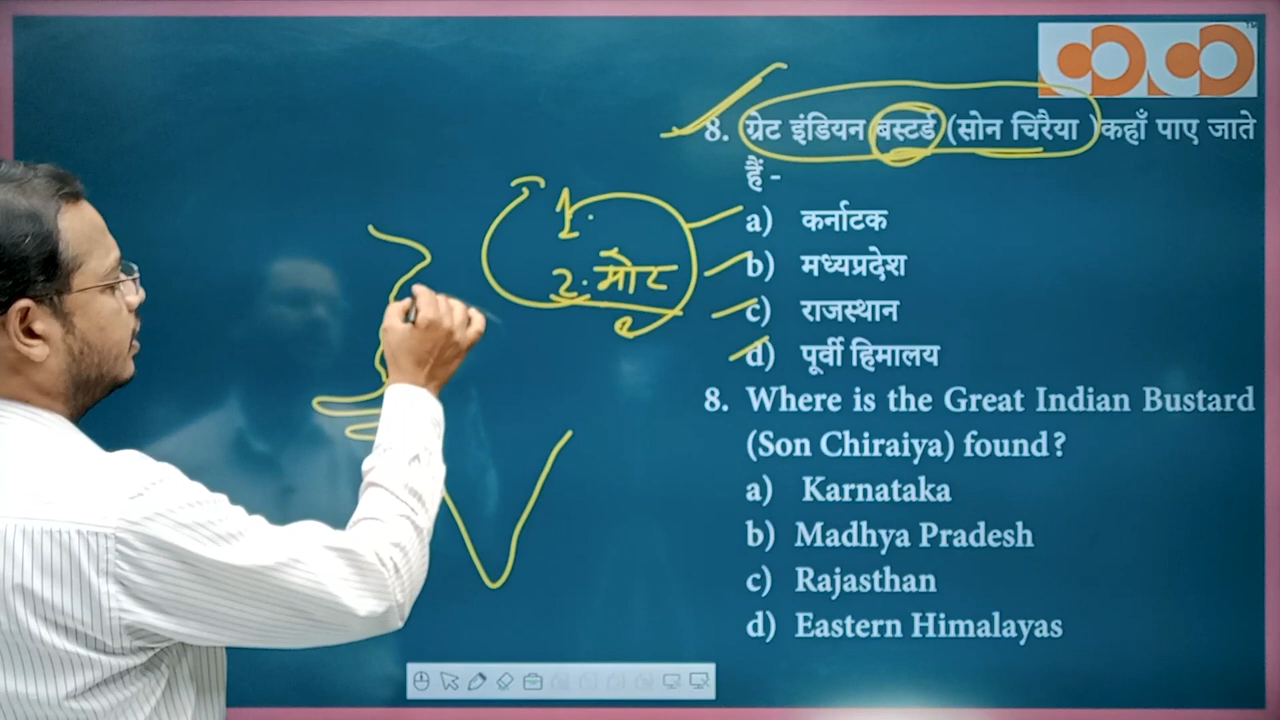 8. ग्रेट इंडियन बस्टर्ड (सोन चिरैया ) कहाँ पाए जाते
हैं -
a) कर्नाटक
b) मध्यप्रदेश
c) राजस्थान
d) पूर्वी हिमालय
8. Where is the Great Indian Bustard
(Son Chiraiya) found?
a) Karnataka
b) Madhya Pradesh
c) Rajasthan
d) Eastern Himalayas
1.
2. मोर